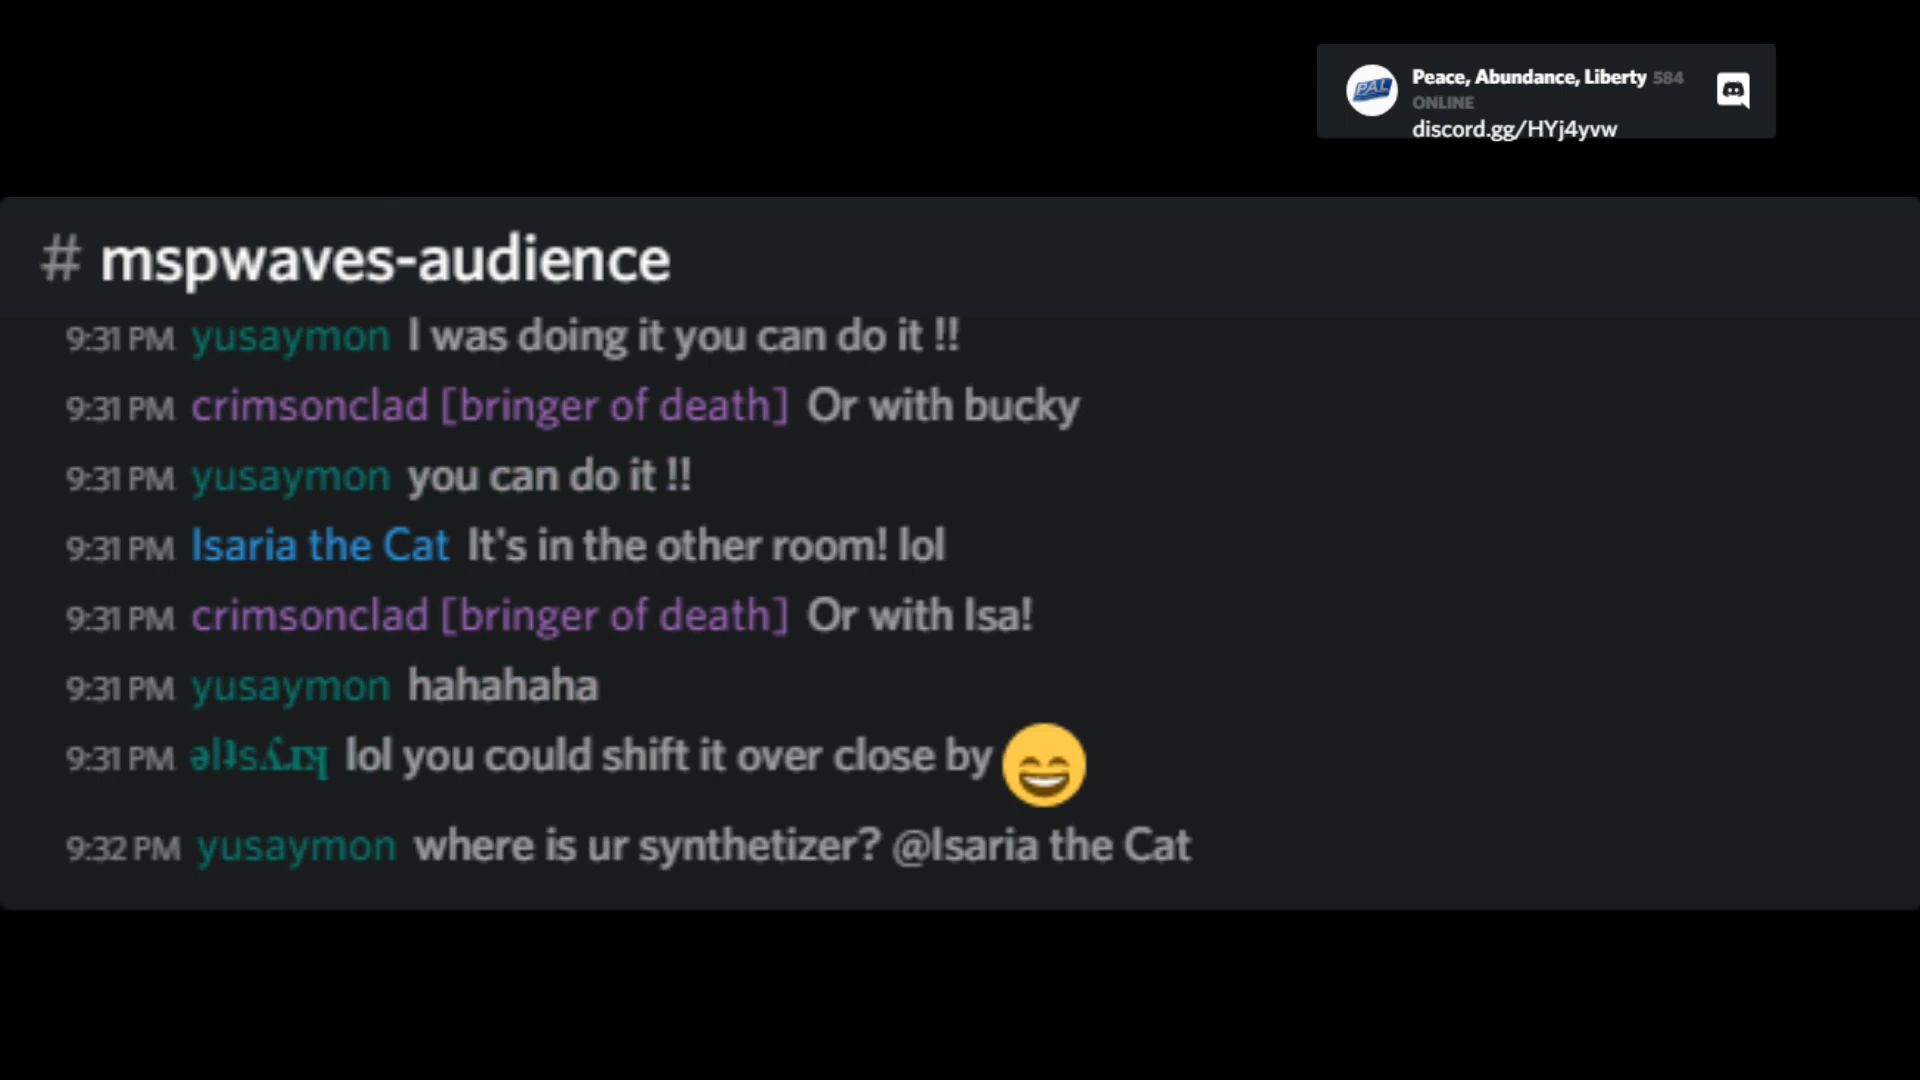 PAL
Peace, Abundance, Liberty 584
ONLINE
discord.gg/HYj4yvw
# mspwaves-audience
9:31 PM yusaymon I was doing it you can do it !!
9:31 PM crimsonclad [bringer of death] Or with bucky
9:31 PM yusaymon you can do it !!
9:31 PM Isaria the Cat It's in the other room! lol
9:31 PM crimsonclad [bringer of death] Or with Isa!
9:31 PM yusaymon hahahaha
9:31 PM lol you could shift it over close by 😄
9:32 PM yusaymon where is ur synthetizer? @Isaria the Cat